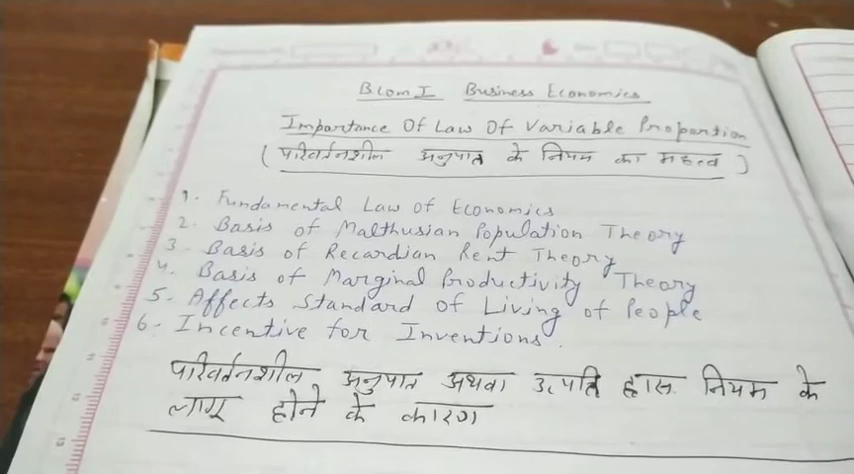 BCom I Business Economics
Importance Of Law Of Variable Proportion
(परिवर्तनशील अनुपात के नियम का महत्व)
1. Fundamental Law of Economics
2. Basis of Malthusian Population Theory
3. Basis of Recardian Rent Theory
4. Basis of Marginal Productivity Theory
5. Affects Standard of Living of People
6. Incentive for Inventions.
परिवर्तनशील अनुपात अथवा उत्पत्ति ह्रास नियम के
लागू होने के कारण